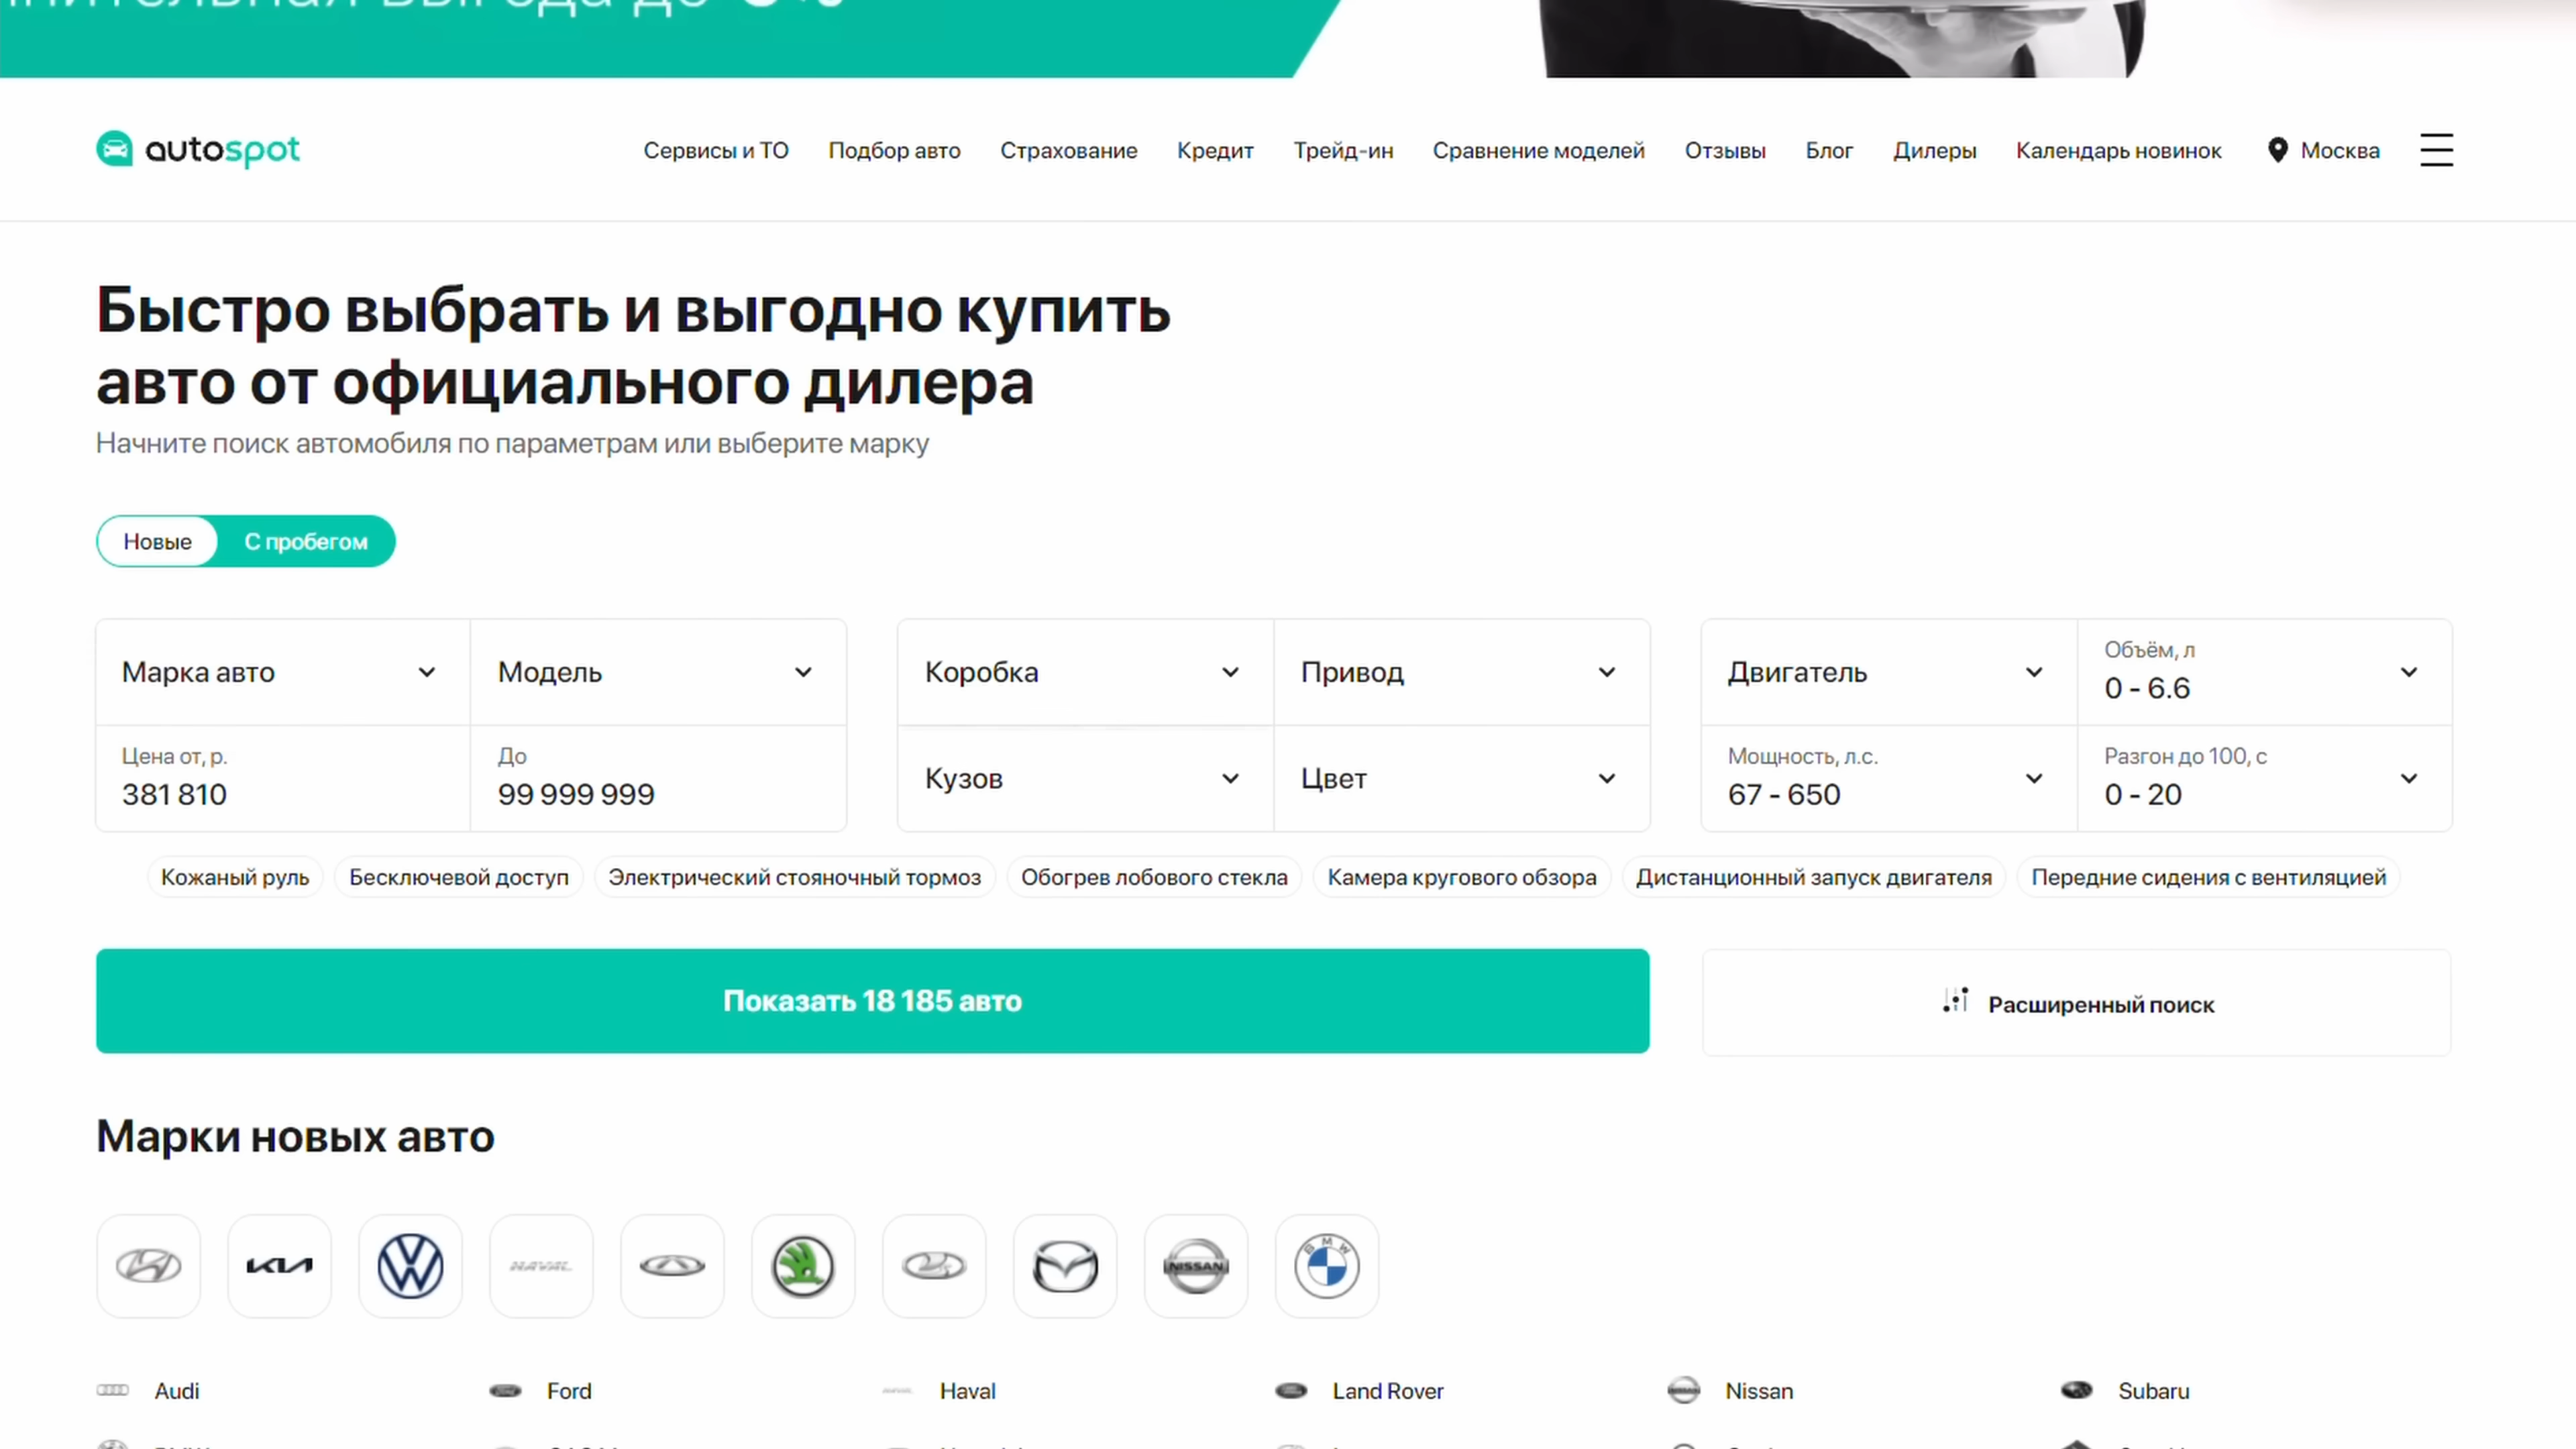 autospot
Сервисы и ТО
Подбор авто
Страхование
Кредит
Трейд-ин
Сравнение моделей
Отзывы
Блог
Дилеры
Календарь новинок
Москва
Быстро выбрать и выгодно купить
авто от официального дилера
Начните поиск автомобиля по параметрам или выберите марку
Новые
С пробегом
Марка авто
Модель
Цена от, р.
381 810
До
99 999 999
Коробка
Привод
Кузов
Цвет
Двигатель
Объём, л
0 - 6.6
Мощность, л.с.
67 - 650
Разгон до 100, с
0 - 20
Кожаный руль
Бесключевой доступ
Электрический стояночный тормоз
Обогрев лобового стекла
Камера кругового обзора
Дистанционный запуск двигателя
Передние сидения с вентиляцией
Показать 18 185 авто
Расширенный поиск
Марки новых авто
KIA
HAVAL
NISSAN
BMW
Audi
Ford
Haval
Land Rover
Nissan
Subaru